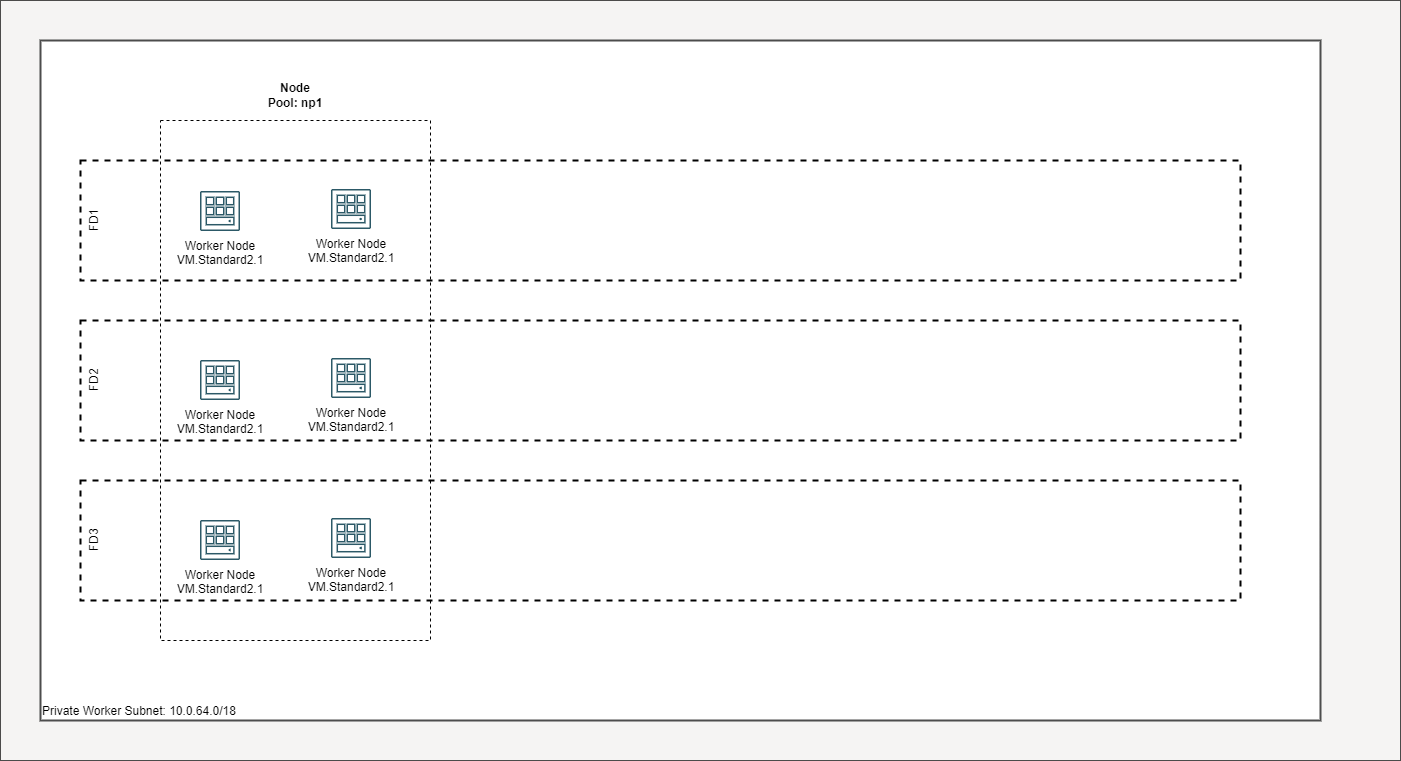 Node
Pool: np1
FD1
Worker Node
VM.Standard2.1
Worker Node
VM.Standard2.1
FD2
Worker Node
VM.Standard2.1
Worker Node
VM.Standard2.1
FD3
Worker Node
VM.Standard2.1
Worker Node
VM.Standard2.1
Private Worker Subnet: 10.0.64.0/18